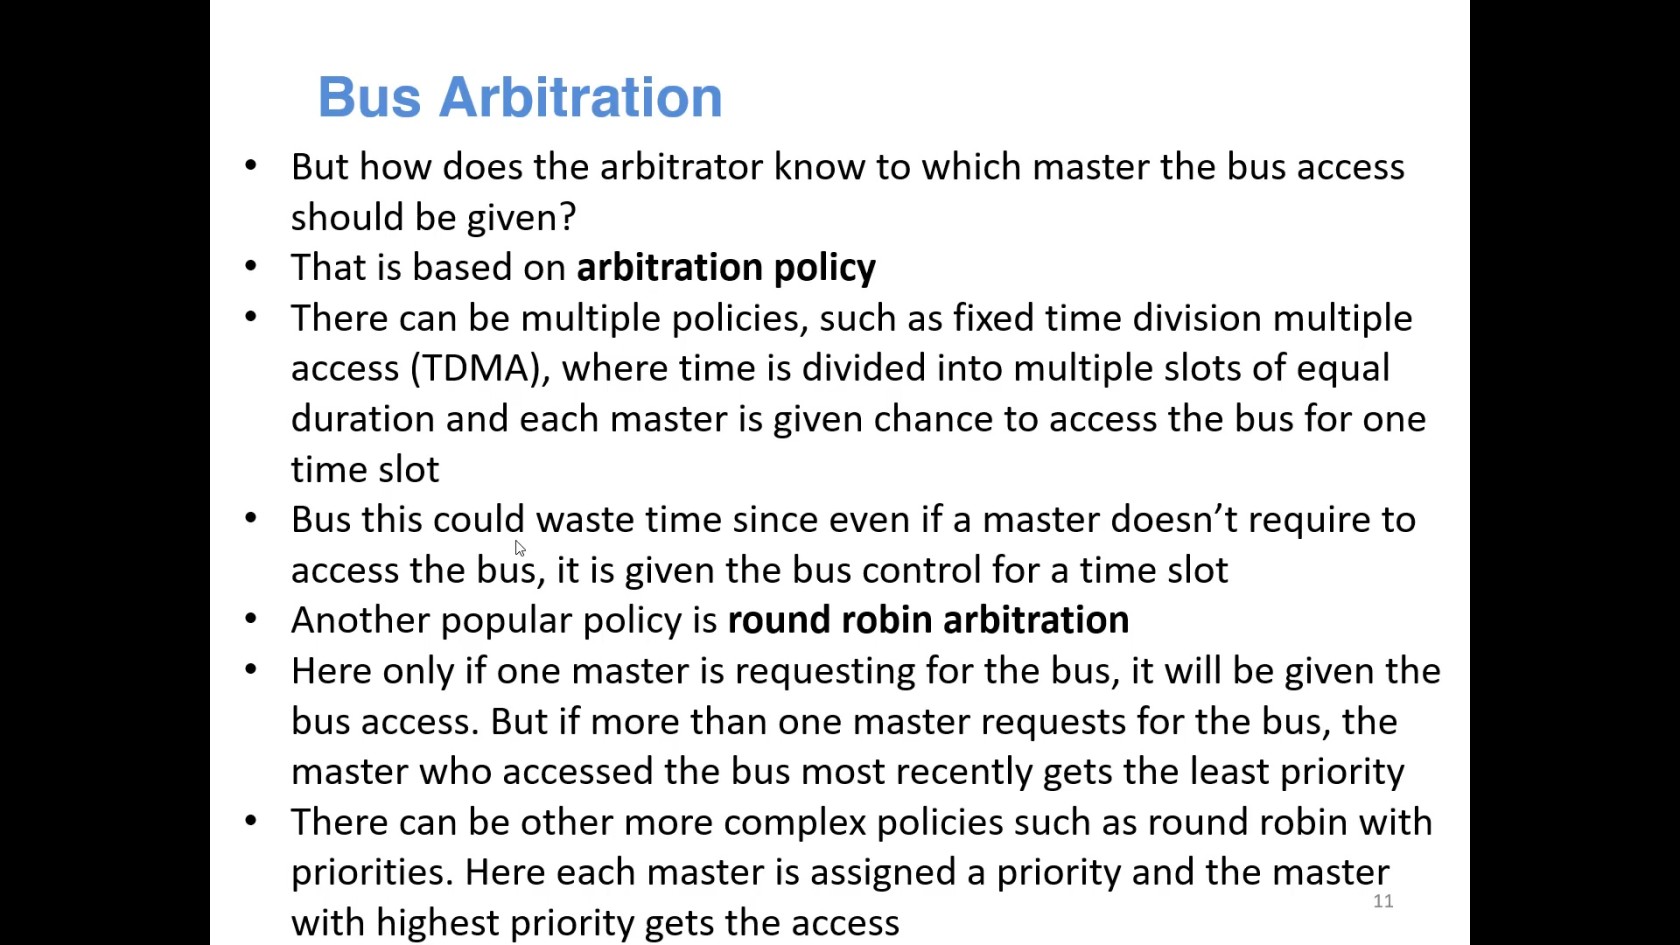 Bus Arbitration
• But how does the arbitrator know to which master the bus access
should be given?
• That is based on arbitration policy
• There can be multiple policies, such as fixed time division multiple
access (TDMA), where time is divided into multiple slots of equal
duration and each master is given chance to access the bus for one
time slot
• Bus this could waste time since even if a master doesn’t require to
access the bus, it is given the bus control for a time slot
• Another popular policy is round robin arbitration
• Here only if one master is requesting for the bus, it will be given the
bus access. But if more than one master requests for the bus, the
master who accessed the bus most recently gets the least priority
• There can be other more complex policies such as round robin with
priorities. Here each master is assigned a priority and the master
with highest priority gets the access
11